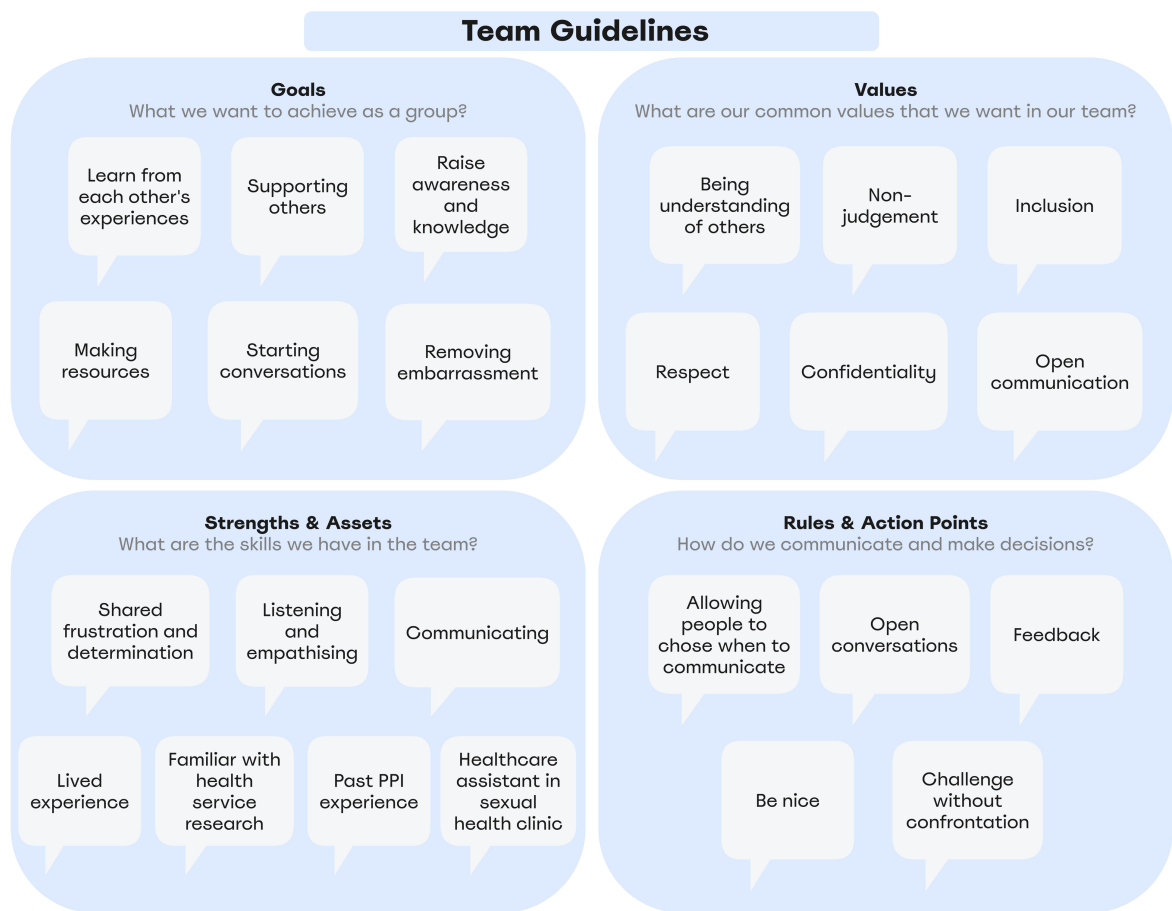 Team Guidelines
Goals
What we want to achieve as a group?
Learn from
each other's
experiences
Supporting
others
Raise
awareness
and
knowledge
Making
resources
Starting
conversations
Removing
embarrassment
Values
What are our common values that we want in our team?
Being
understanding
of others
Non-
judgement
Inclusion
Respect
Confidentiality
Open
communication
Strengths & Assets
What are the skills we have in the team?
Shared
frustration and
determination
Listening
and
empathising
Communicating
Lived
experience
Familiar with
health
service
research
Past PPI
experience
Healthcare
assistant in
sexual
health clinic
Rules & Action Points
How do we communicate and make decisions?
Allowing
people to
chose when to
communicate
Open
conversations
Feedback
Be nice
Challenge
without
confrontation